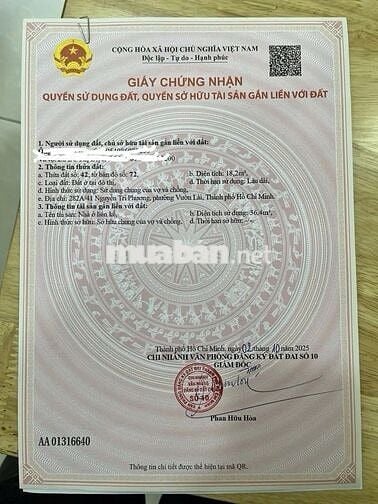 CỘNG HÒA XÃ HỘI CHỦ NGHĨA VIỆT NAM
Độc lập - Tự do - Hạnh phúc
GIẤY CHỨNG NHẬN
QUYỀN SỬ DỤNG ĐẤT, QUYỀN SỞ HỮU TÀI SẢN GẮN LIỀN VỚI ĐẤT
1. Người sử dụng đất, chủ sở hữu tài sản gắn liền với đất:
2. Thông tin thửa đất:
a. Thửa đất số: 42, tờ bản đồ số: 72,
b. Diện tích: 18,2m²,
c. Loại đất: Đất ở tại đô thị,
d. Thời hạn sử dụng: Lâu dài,
đ. Hình thức sử dụng: Sử dụng chung của vợ và chồng,
e. Địa chỉ: 282A/41 Nguyễn Tri Phương, phường Vườn Lài, Thành phố Hồ Chí Minh.
3. Thông tin tài sản gắn liền với đất:
a. Tên tài sản: Nhà ở liên kế,
b. Diện tích sử dụng: 36,4m²,
c. Hình thức sở hữu: Sở hữu chung của vợ và chồng,
d. Thời hạn sở hữu: -/-.
muaban.net
Thành phố Hồ Chí Minh, ngày 02 tháng 10 năm 2025
CHI NHÁNH VĂN PHÒNG ĐĂNG KÝ ĐẤT ĐAI SỐ 10
GIÁM ĐỐC
Phan Hữu Hòa
AA 01316640
Thông tin chi tiết được thể hiện tại mã QR.